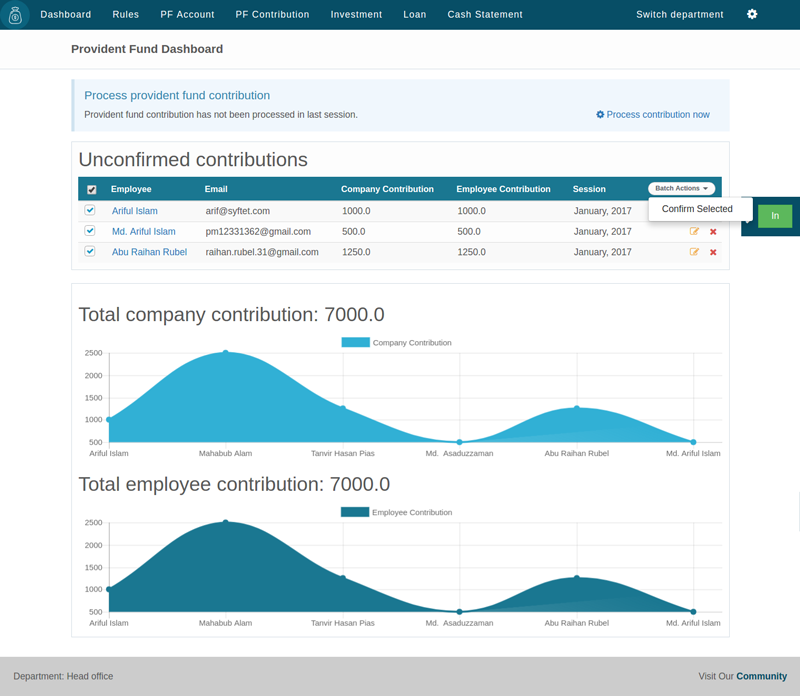 Dashboard Rules PF Account PF Contribution Investment Loan Cash Statement Switch department
Provident Fund Dashboard
Process provident fund contribution
Provident fund contribution has not been processed in last session. Process contribution now
Unconfirmed contributions
Employee Email Company Contribution Employee Contribution Session Batch Actions
Confirm Selected
In
Ariful Islam arif@syftet.com 1000.0 1000.0 January, 2017
Md. Ariful Islam pm12331362@gmail.com 500.0 500.0 January, 2017
Abu Raihan Rubel raihan.rubel.31@gmail.com 1250.0 1250.0 January, 2017
Total company contribution: 7000.0
Company Contribution
2500
2000
1500
1000
500
Ariful Islam Mahabub Alam Tanvir Hasan Pias Md. Asaduzzaman Abu Raihan Rubel Md. Ariful Islam
Total employee contribution: 7000.0
Employee Contribution
2500
2000
1500
1000
500
Ariful Islam Mahabub Alam Tanvir Hasan Pias Md. Asaduzzaman Abu Raihan Rubel Md. Ariful Islam
Department: Head office Visit Our Community